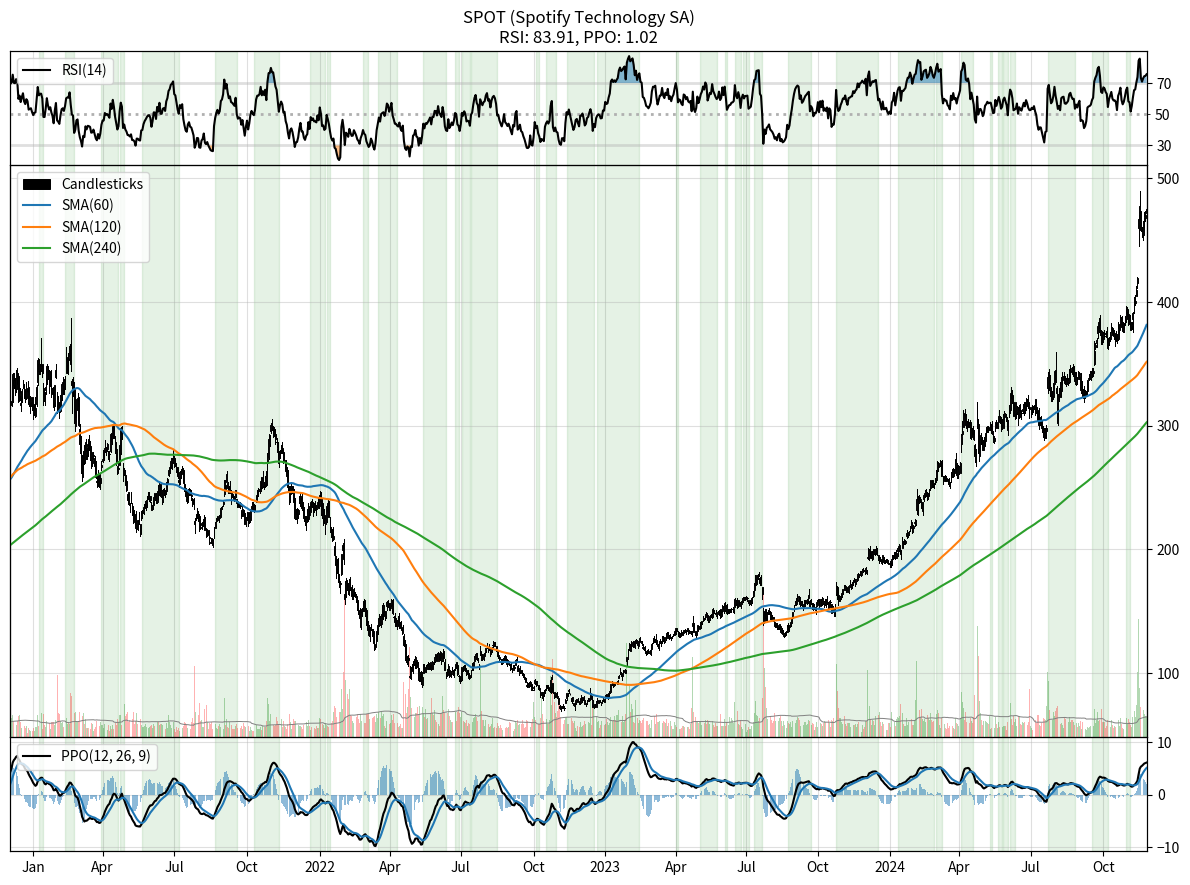 SPOT (Spotify Technology SA)
RSI: 83.91, PPO: 1.02
RSI(14)
70
50
30
Candlesticks
SMA(60)
SMA(120)
SMA(240)
500
400
300
200
100
PPO(12, 26, 9)
10
0
−10
Jan Apr Jul Oct 2022 Apr Jul Oct 2023 Apr Jul Oct 2024 Apr Jul Oct